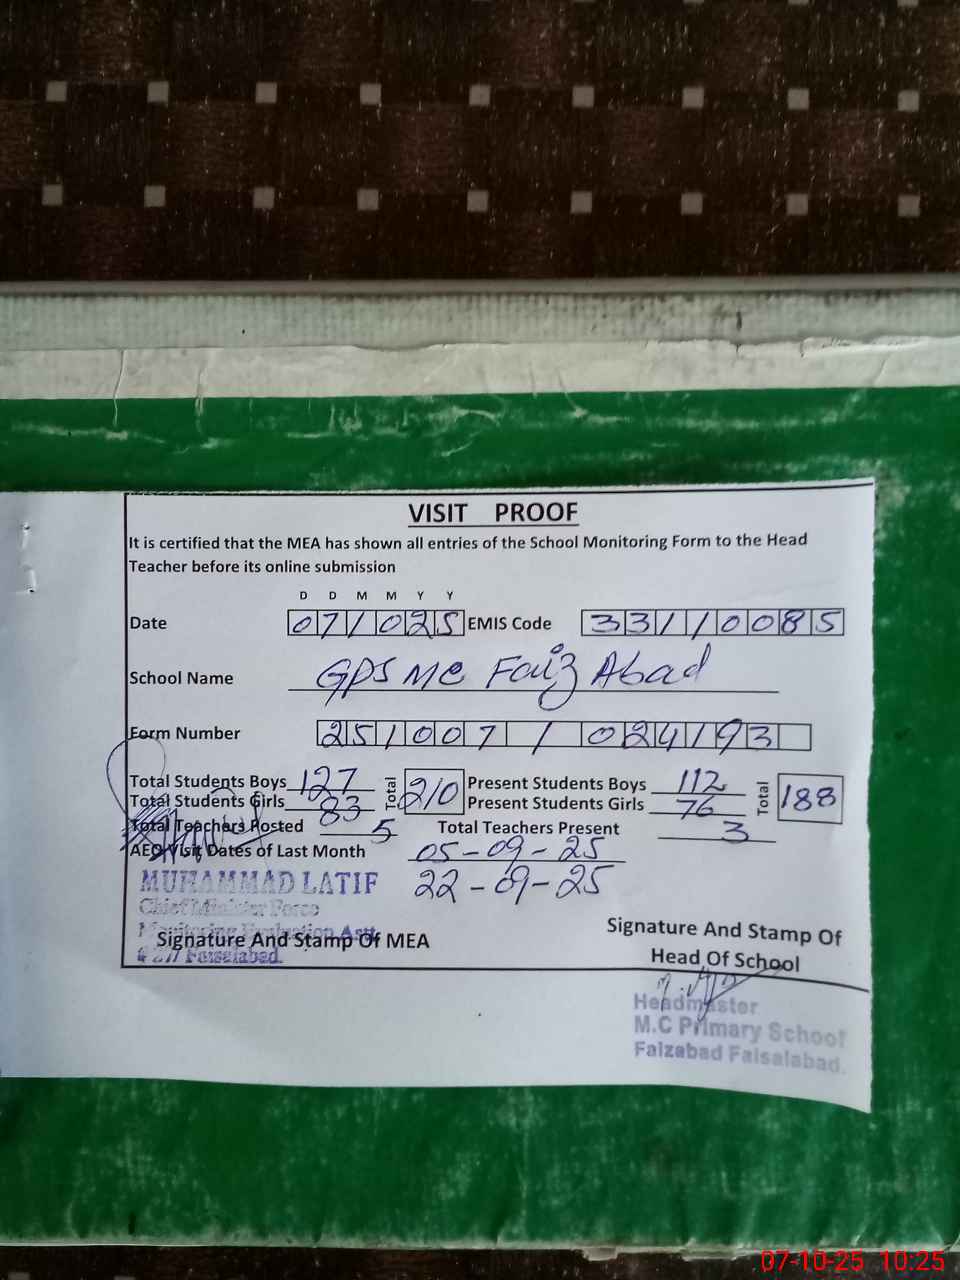 VISIT PROOF
It is certified that the MEA has shown all entries of the School Monitoring Form to the Head
Teacher before its online submission
D D M M Y Y
Date 071025 EMIS Code 33110085
School Name GPS MC Faiz Abad
Form Number 251007 / 024193
Total Students Boys 127 Total 210 Present Students Boys 112 Total 188
Total Students Girls 83 Present Students Girls 76
Total Teachers Posted 5 Total Teachers Present 3
AEO Visit Dates of Last Month 05-09-25
22-09-25
MUHAMMAD LATIF
Chief Minister Force
Monitoring Evaluation Astt
Faisalabad.
Signature And Stamp Of MEA
Signature And Stamp Of
Head Of School
Headmaster
M.C Primary School
Faizabad Faisalabad.
07-10-25 10:25